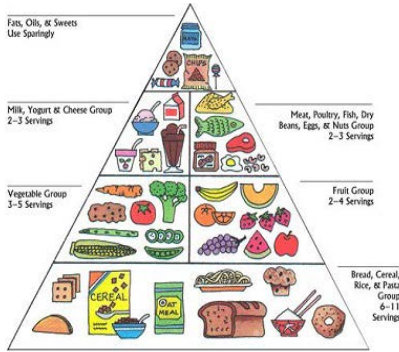 Fats, Oils, & Sweets
Use Sparingly
CHIPS
Milk, Yogurt & Cheese Group
2–3 Servings
Meat, Poultry, Fish, Dry
Beans, Eggs, & Nuts Group
2–3 Servings
Vegetable Group
3–5 Servings
Fruit Group
2–4 Servings
CEREAL
OAT
MEAL
Bread, Cereal,
Rice, & Pasta
Group
6–11
Servings